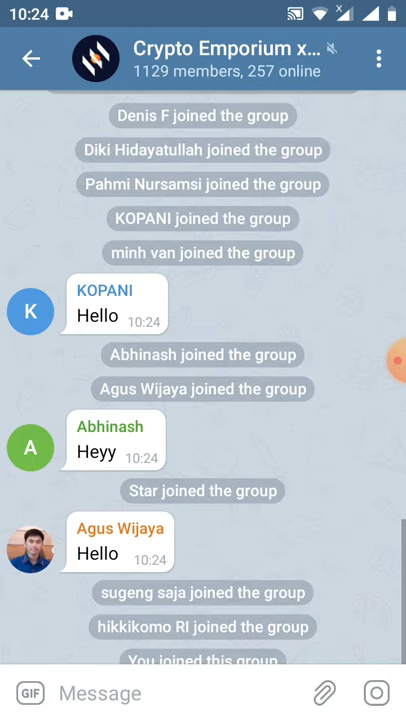 10:24
Crypto Emporium x...
1129 members, 257 online
Denis F joined the group
Diki Hidayatullah joined the group
Pahmi Nursamsi joined the group
KOPANI joined the group
minh van joined the group
KOPANI
K
Hello 10:24
Abhinash joined the group
Agus Wijaya joined the group
Abhinash
A
Heyy 10:24
Star joined the group
Agus Wijaya
Hello 10:24
sugeng saja joined the group
hikkikomo RI joined the group
You joined this group
GIF Message